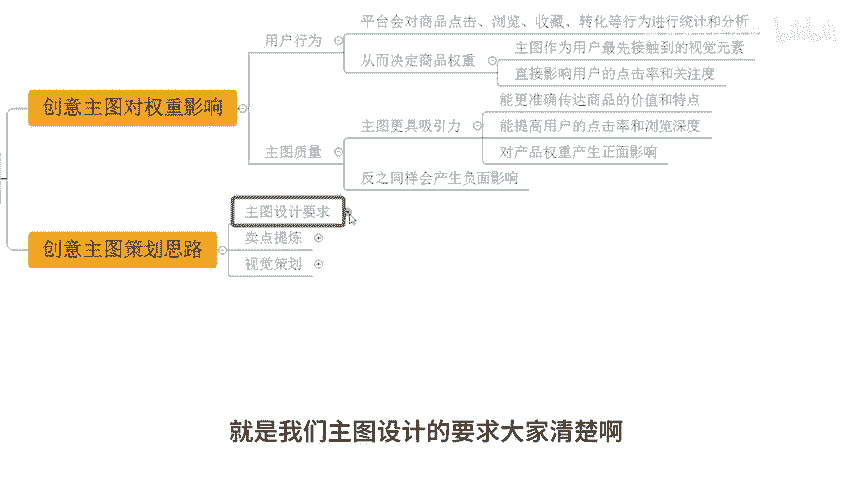 创意主图对权重影响
用户行为
平台会对商品点击、浏览、收藏、转化等行为进行统计和分析
从而决定商品权重
主图作为用户最先接触到的视觉元素
直接影响用户的点击率和关注度
主图质量
主图更具吸引力
能更准确传达商品的价值和特点
能提高用户的点击率和浏览深度
对产品权重产生正面影响
反之同样会产生负面影响
创意主图策划思路
主图设计要求
卖点提炼
视觉策划
就是我们主图设计的要求大家清楚啊